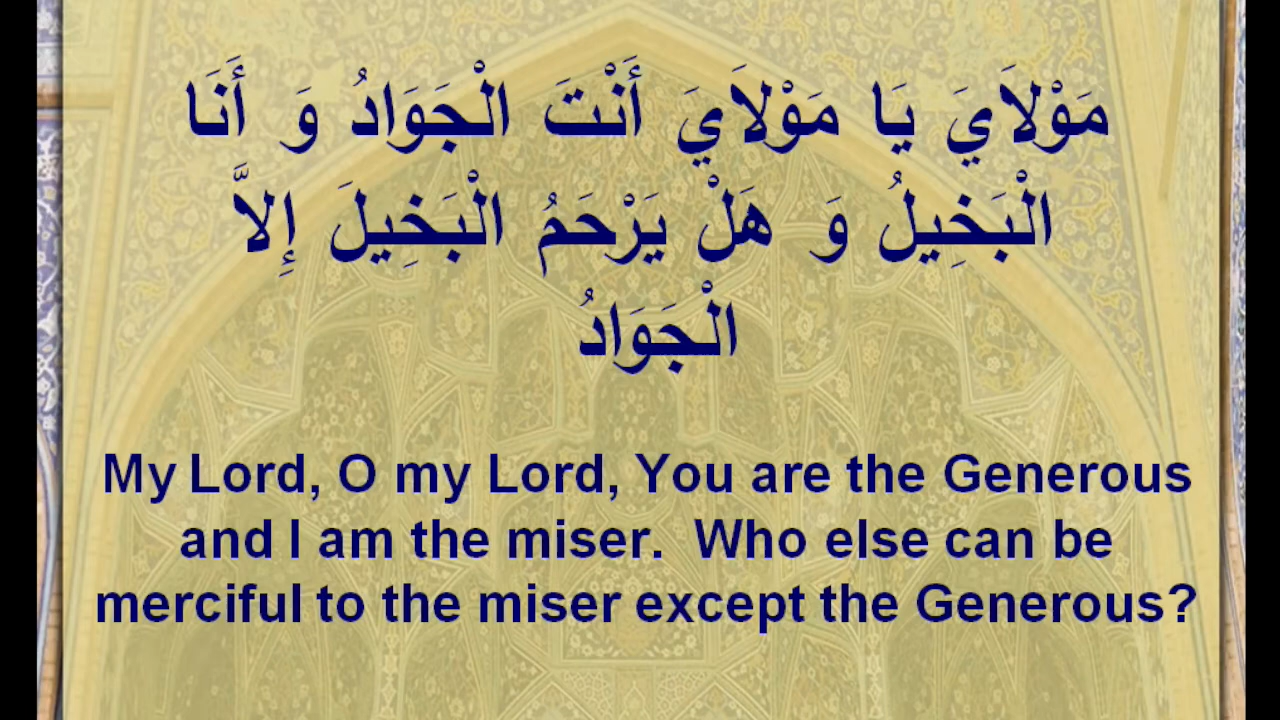 مَوْلاَيَ يَا مَوْلاَيَ أَنْتَ الْجَوَادُ وَ أَنَا
الْبَخِيلُ وَ هَلْ يَرْحَمُ الْبَخِيلَ إِلاَّ
الْجَوَادُ
My Lord, O my Lord, You are the Generous
and I am the miser.  Who else can be
merciful to the miser except the Generous?